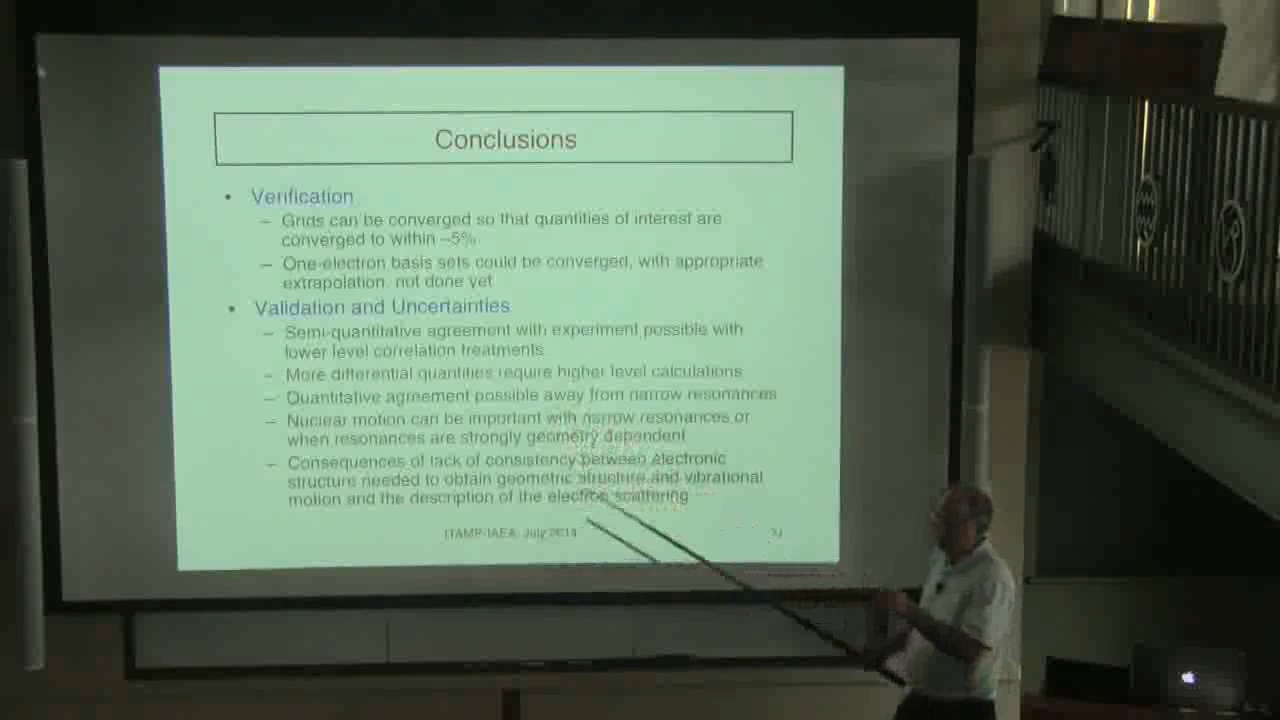 Conclusions
• Verification
– Grids can be converged so that quantities of interest are
converged to within ~5%
– One-electron basis sets could be converged, with appropriate
extrapolation, not done yet
• Validation and Uncertainties
– Semi-quantitative agreement with experiment possible with
lower level correlation treatments
– More differential quantities require higher level calculations
– Quantitative agreement possible away from narrow resonances
– Nuclear motion can be important with narrow resonances or
when resonances are strongly geometry dependent
– Consequences of lack of consistency between electronic
structure needed to obtain geometric structure and vibrational
motion and the description of the electron scattering
ITAMP-IAEA, July